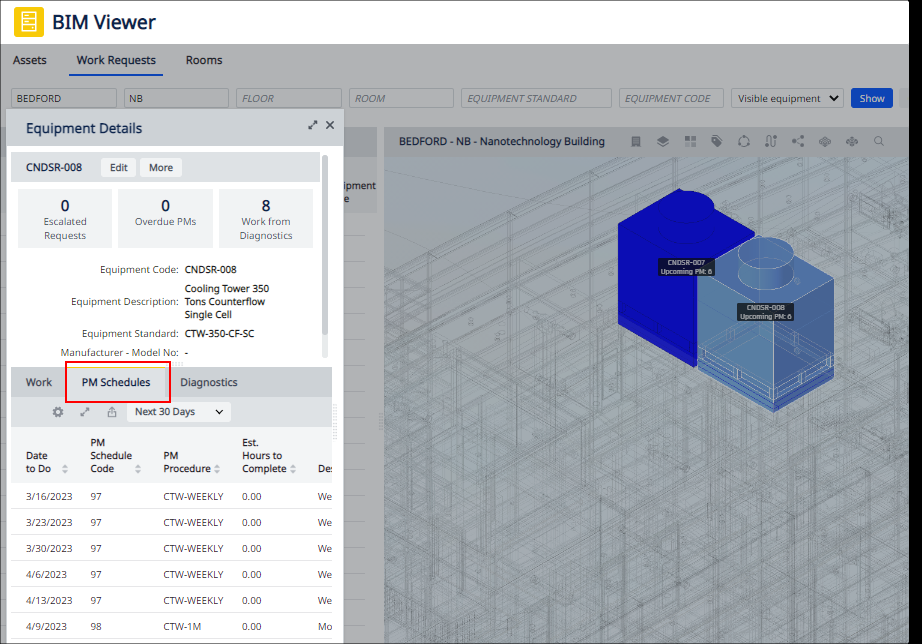 BIM Viewer
Assets Work Requests Rooms
BEDFORD NB FLOOR ROOM EQUIPMENT STANDARD EQUIPMENT CODE Visible equipment Show
Equipment Details
BEDFORD - NB - Nanotechnology Building
CNDSR-008 Edit More
0 0 8
Escalated Requests
Overdue PMs
Work from Diagnostics
Equipment Code: CNDSR-008
Equipment Description: Cooling Tower 350
Tons Counterflow
Single Cell
Equipment Standard: CTW-350-CF-SC
Manufacturer - Model No: -
Work PM Schedules Diagnostics
Next 30 Days
Date to Do
PM Schedule Code
PM Procedure
Est. Hours to Complete
Des
3/16/2023 97 CTW-WEEKLY 0.00 We
3/23/2023 97 CTW-WEEKLY 0.00 We
3/30/2023 97 CTW-WEEKLY 0.00 We
4/6/2023 97 CTW-WEEKLY 0.00 We
4/13/2023 97 CTW-WEEKLY 0.00 We
4/9/2023 98 CTW-1M 0.00 Mo
CNDSR-007
Upcoming PM: 6
CNDSR-008
Upcoming PM: 6